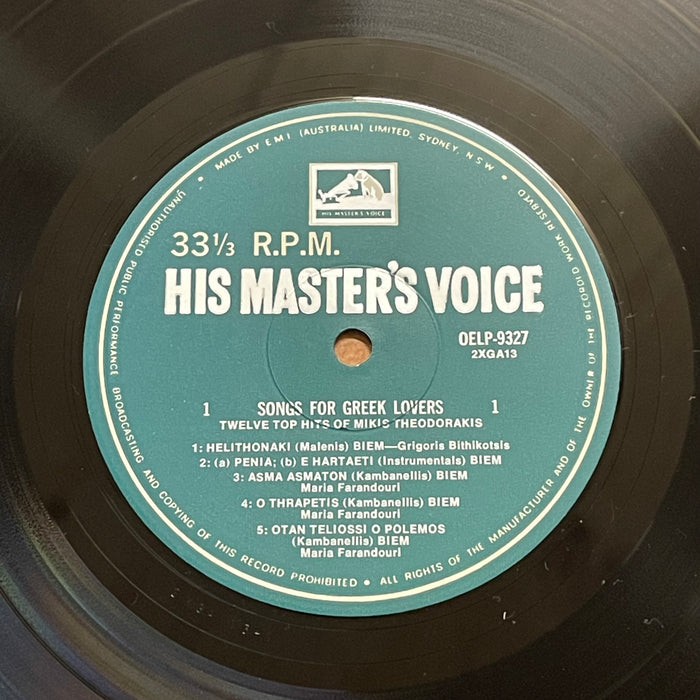 MADE BY E M I (AUSTRALIA) LIMITED, SYDNEY, N.S.W. •
HIS MASTER'S VOICE
33⅓ R.P.M.
HIS MASTER'S VOICE
OELP-9327
2XGA13
1 SONGS FOR GREEK LOVERS 1
TWELVE TOP HITS OF MIKIS THEODORAKIS
1: HELITHONAKI (Malenis) BIEM—Grigoris Bithikotsis
2: (a) PENIA; (b) E HARTAETI (Instrumentals) BIEM
3: ASMA ASMATON (Kambanellis) BIEM
Maria Farandouri
4: O THRAPETIS (Kambanellis) BIEM
Maria Farandouri
5: OTAN TELIOSSI O POLEMOS
(Kambanellis) BIEM
Maria Farandouri
• UNAUTHORISED PUBLIC PERFORMANCE BROADCASTING AND COPYING OF THIS RECORD PROHIBITED • ALL RIGHTS OF THE MANUFACTURER AND OF THE OWNER OF THE RECORDED WORK RESERVED •